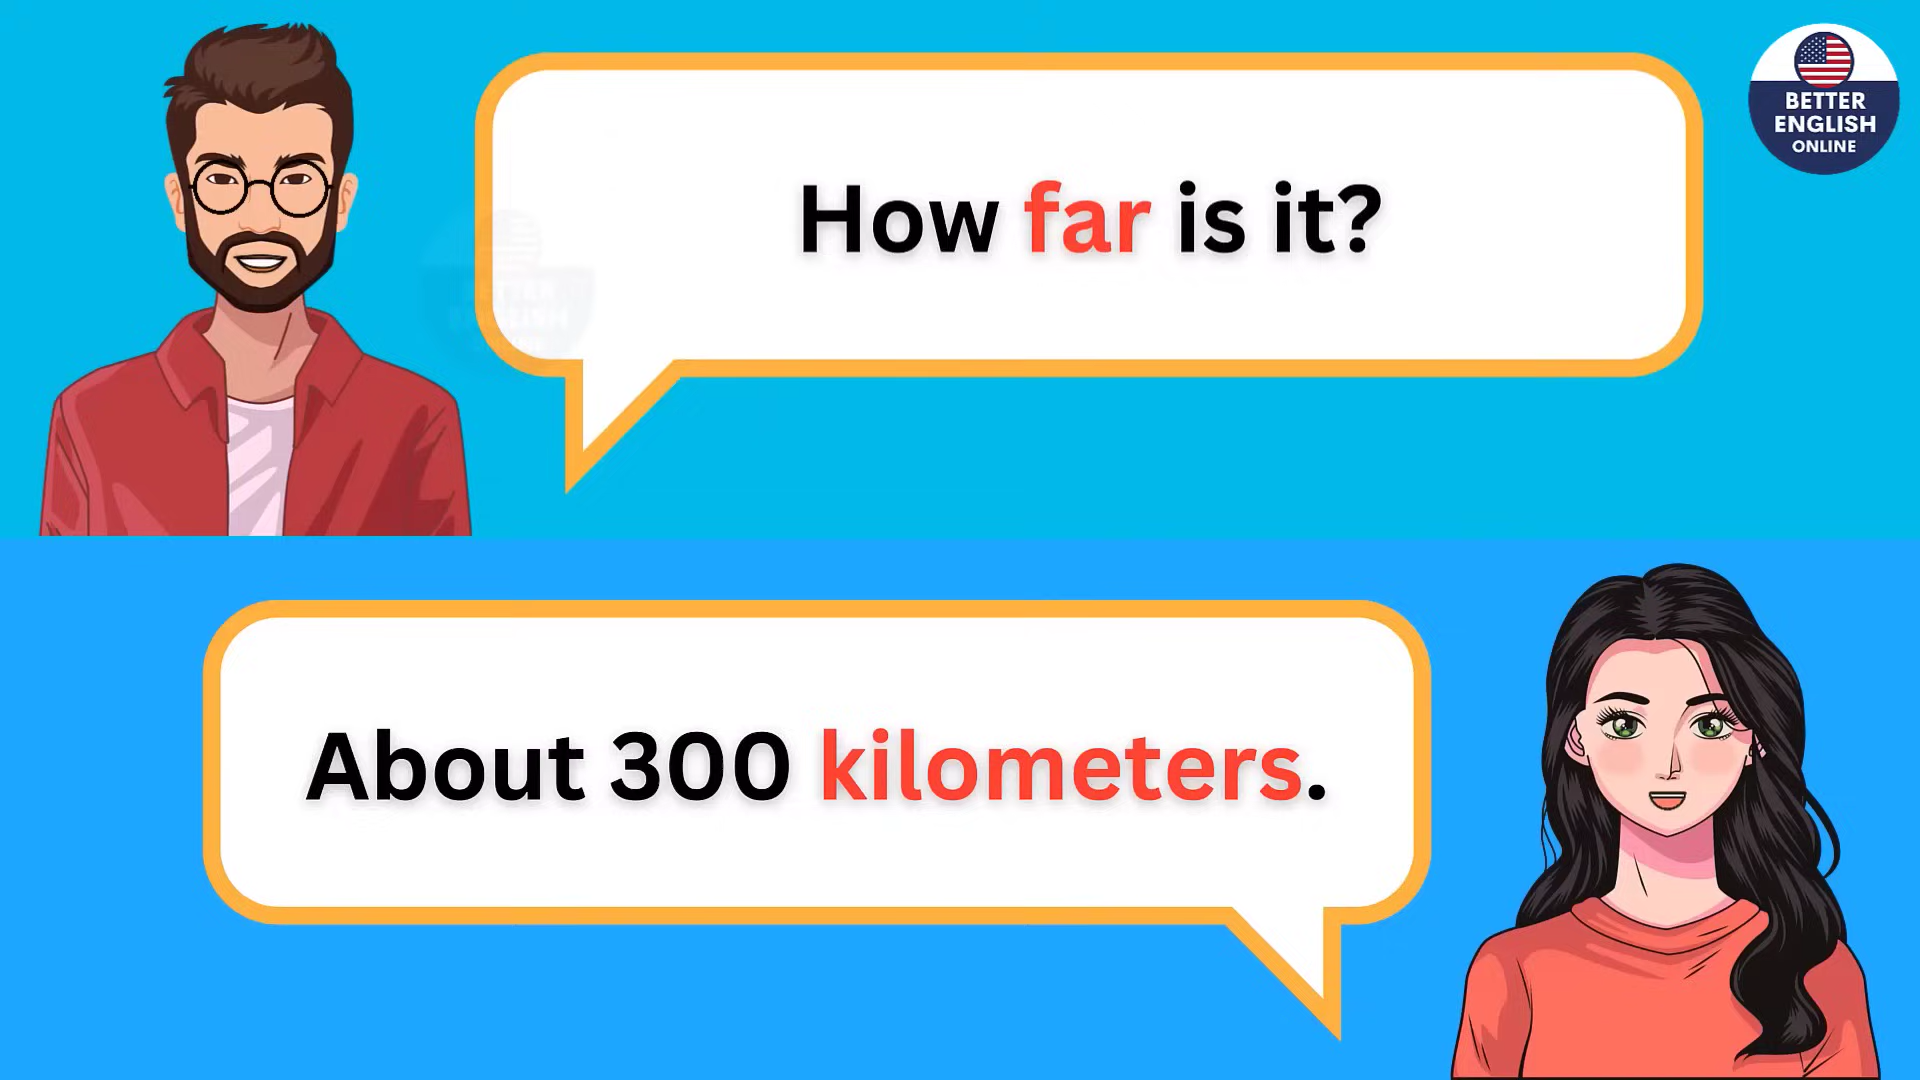 How far is it?
BETTER
ENGLISH
ONLINE
About 300 kilometers.